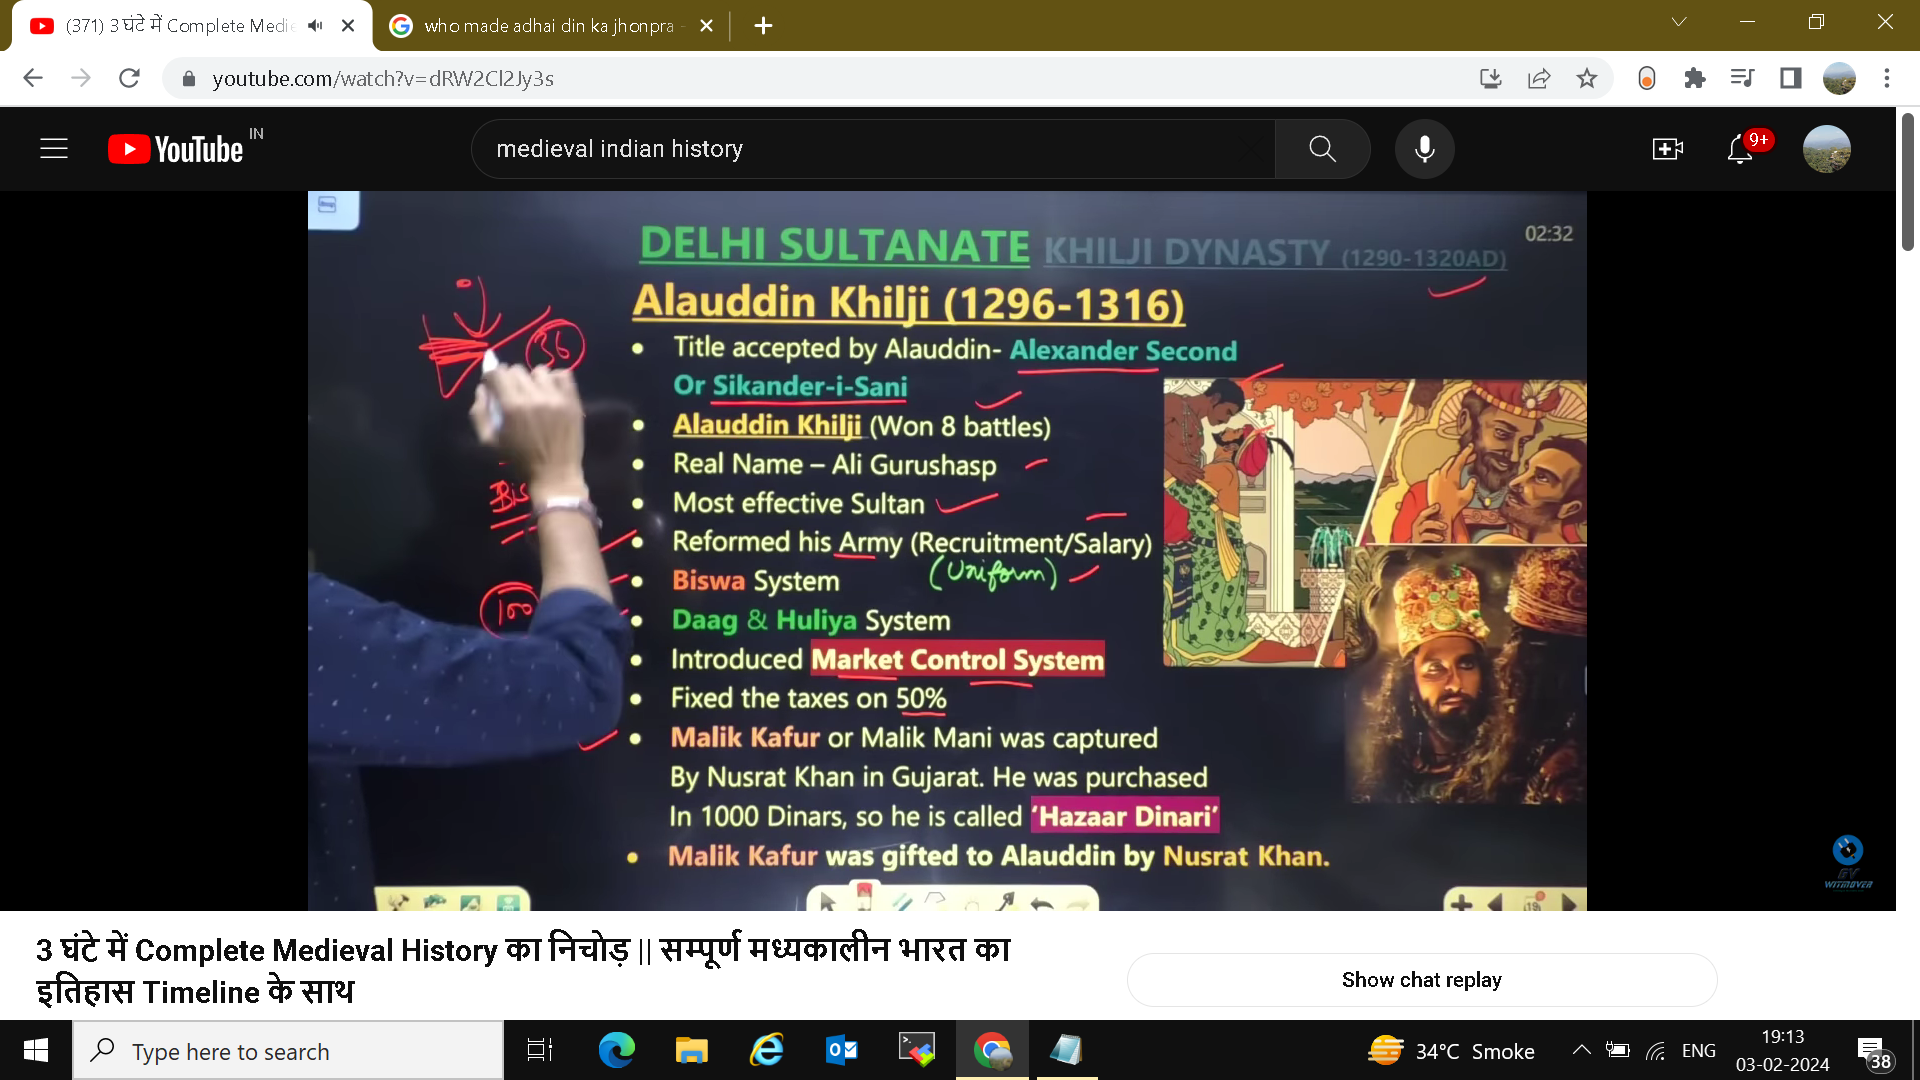 (371) 3 घंटे में Complete Medie
who made adhai din ka jhonpra -
youtube.com/watch?v=dRW2Cl2Jy3s
YouTube IN
medieval indian history
9+
DELHI SULTANATE KHILJI DYNASTY (1290-1320AD)
02:32
Alauddin Khilji (1296-1316)
• Title accepted by Alauddin- Alexander Second
Or Sikander-i-Sani
36
• Alauddin Khilji (Won 8 battles)
• Real Name – Ali Gurushasp
• Most effective Sultan
Bis
• Reformed his Army (Recruitment/Salary)
(Uniform)
• Biswa System
100
• Daag & Huliya System
• Introduced Market Control System
• Fixed the taxes on 50%
• Malik Kafur or Malik Mani was captured
By Nusrat Khan in Gujarat. He was purchased
In 1000 Dinars, so he is called ‘Hazaar Dinari’
• Malik Kafur was gifted to Alauddin by Nusrat Khan.
GV
WITMOVER
3 घंटे में Complete Medieval History का निचोड़ || सम्पूर्ण मध्यकालीन भारत का
इतिहास Timeline के साथ
Show chat replay
Type here to search
34°C Smoke
ENG
19:13
03-02-2024
38